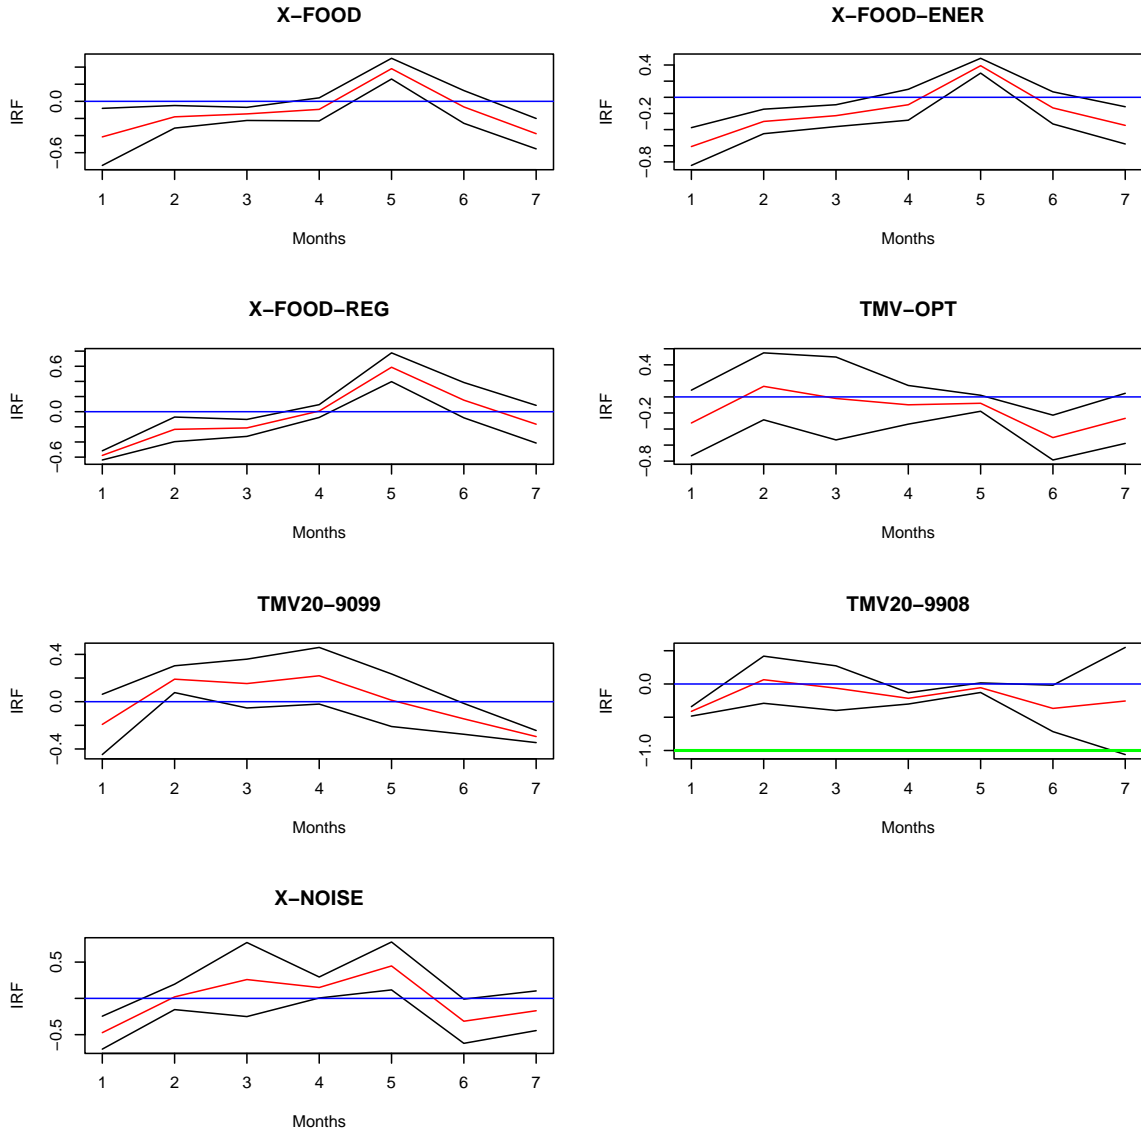 X−FOOD
IRF
0.0
−0.6
1 2 3 4 5 6 7
Months
X−FOOD−ENER
IRF
0.4
−0.2
−0.8
1 2 3 4 5 6 7
Months
X−FOOD−REG
IRF
0.6
0.0
−0.6
1 2 3 4 5 6 7
Months
TMV−OPT
IRF
0.4
−0.2
−0.8
1 2 3 4 5 6 7
Months
TMV20−9099
IRF
0.4
0.0
−0.4
1 2 3 4 5 6 7
Months
TMV20−9908
IRF
0.0
−1.0
1 2 3 4 5 6 7
Months
X−NOISE
IRF
0.5
−0.5
1 2 3 4 5 6 7
Months